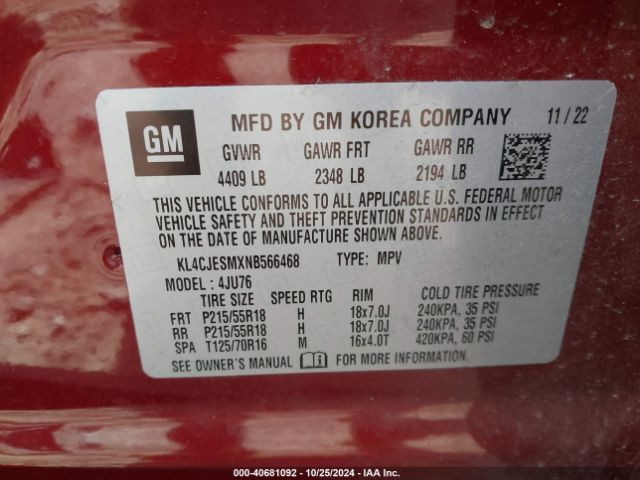 GM
MFD BY GM KOREA COMPANY 11/22
GVWR GAWR FRT GAWR RR
4409 LB 2348 LB 2194 LB
THIS VEHICLE CONFORMS TO ALL APPLICABLE U.S. FEDERAL MOTOR
VEHICLE SAFETY AND THEFT PREVENTION STANDARDS IN EFFECT
ON THE DATE OF MANUFACTURE SHOWN ABOVE.
KL4CJESMXNB566468 TYPE: MPV
MODEL : 4JU76
TIRE SIZE SPEED RTG RIM COLD TIRE PRESSURE
FRT P215/55R18 H 18x7.0J 240KPA, 35 PSI
RR P215/55R18 H 18x7.0J 240KPA, 35 PSI
SPA T125/70R16 M 16x4.0T 420KPA, 60 PSI
SEE OWNER'S MANUAL FOR MORE INFORMATION
000-40681092 - 10/25/2024 - IAA Inc.